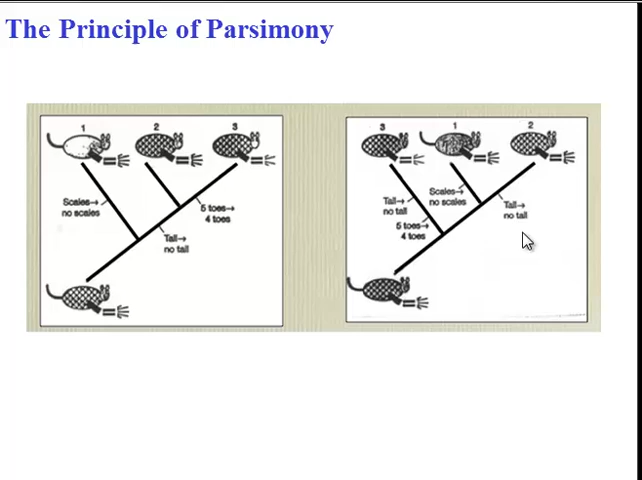 The Principle of Parsimony
1
2
3
Scales→
no scales
5 toes→
4 toes
Tail→
no tail
3
1
2
Tail→
no tail
Scales→
no scales
5 toes→
4 toes
Tail→
no tail